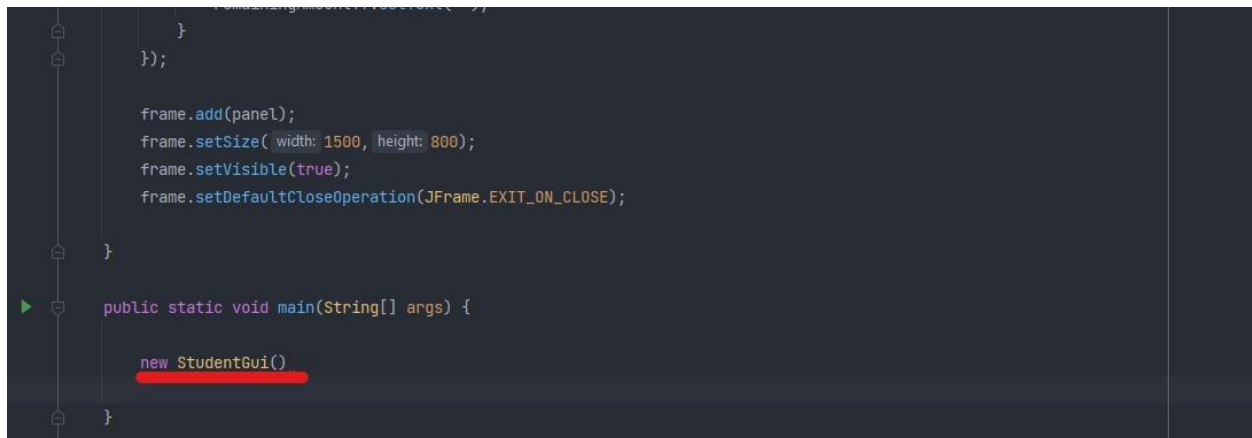 }
});
frame.add(panel);
frame.setSize( width: 1500, height: 800);
frame.setVisible(true);
frame.setDefaultCloseOperation(JFrame.EXIT_ON_CLOSE);
}
public static void main(String[] args) {
new StudentGui()
}